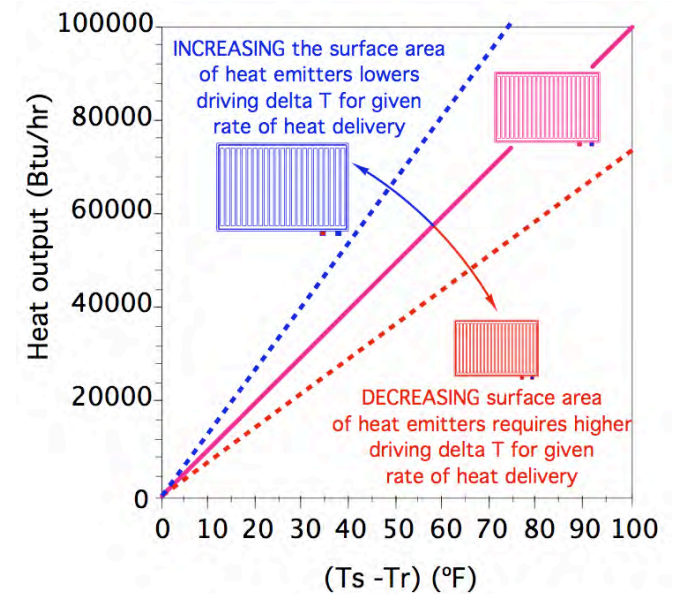 100000
80000
60000
40000
20000
0
Heat output (Btu/hr)
INCREASING the surface area
of heat emitters lowers
driving delta T for given
rate of heat delivery
DECREASING surface area
of heat emitters requires higher
driving delta T for given
rate of heat delivery
0 10 20 30 40 50 60 70 80 90 100
(Ts -Tr) (ºF)